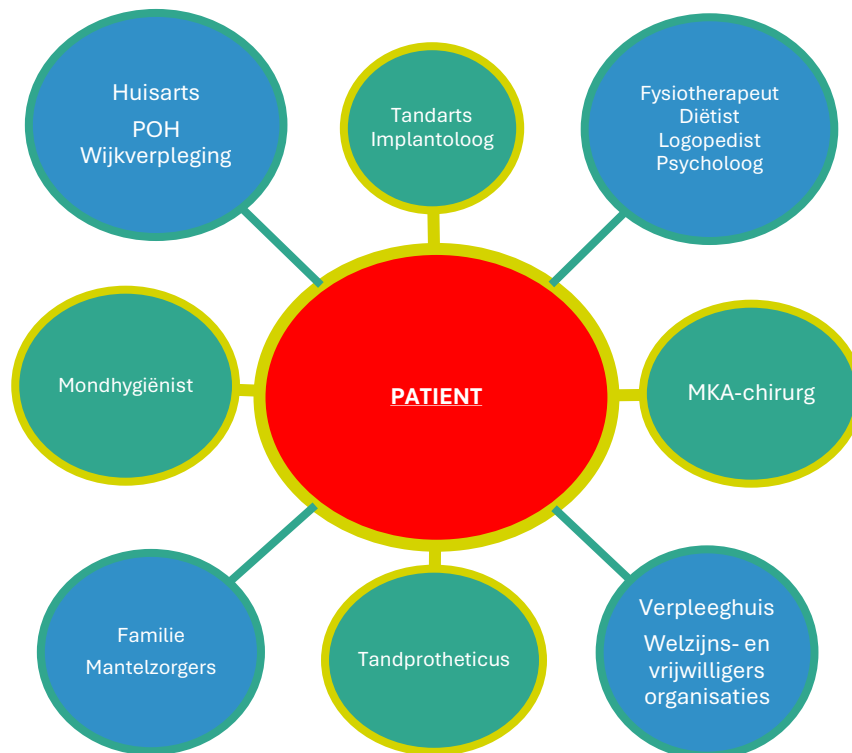 Huisarts
POH
Wijkverpleging
Tandarts
Implantoloog
Fysiotherapeut
Diëtist
Logopedist
Psycholoog
Mondhygiënist
PATIENT
MKA-chirurg
Familie
Mantelzorgers
Tandprotheticus
Verpleeghuis
Welzijns- en
vrijwilligers
organisaties